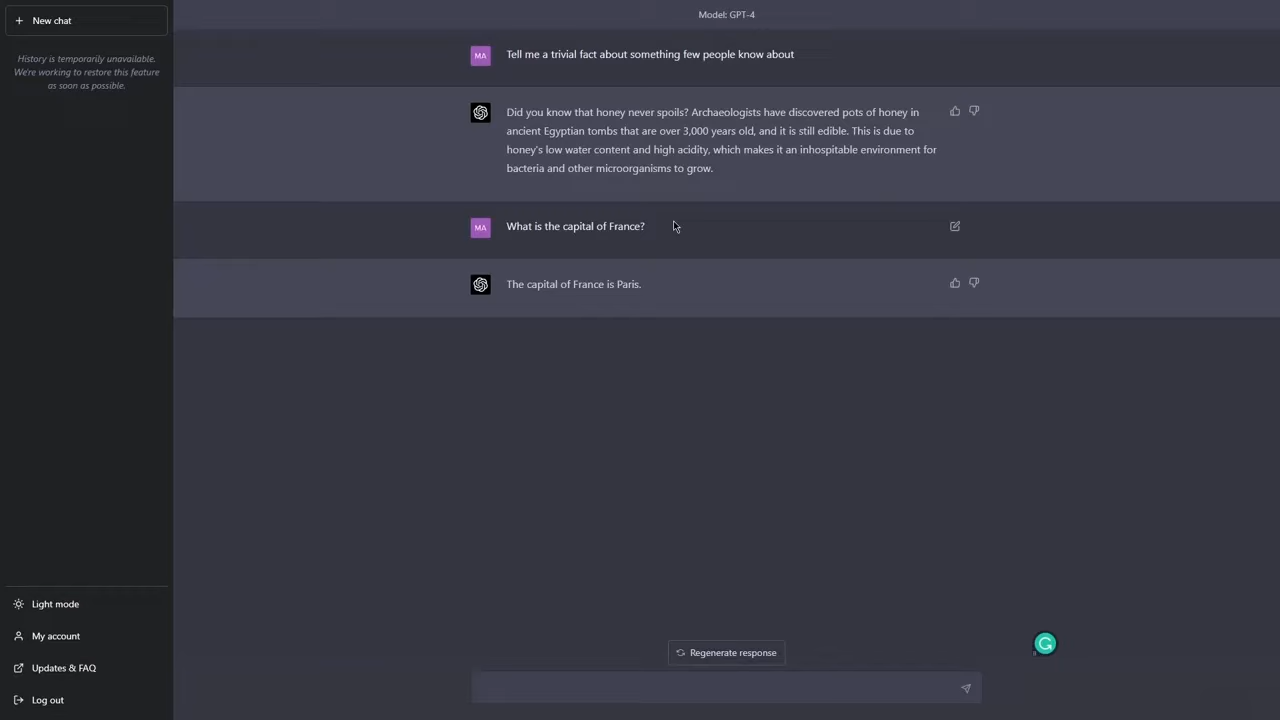 New chat
History is temporarily unavailable.
We're working to restore this feature
as soon as possible.
Model: GPT-4
MA
Tell me a trivial fact about something few people know about
Did you know that honey never spoils? Archaeologists have discovered pots of honey in
ancient Egyptian tombs that are over 3,000 years old, and it is still edible. This is due to
honey's low water content and high acidity, which makes it an inhospitable environment for
bacteria and other microorganisms to grow.
MA
What is the capital of France?
The capital of France is Paris.
Light mode
My account
Updates & FAQ
Log out
Regenerate response